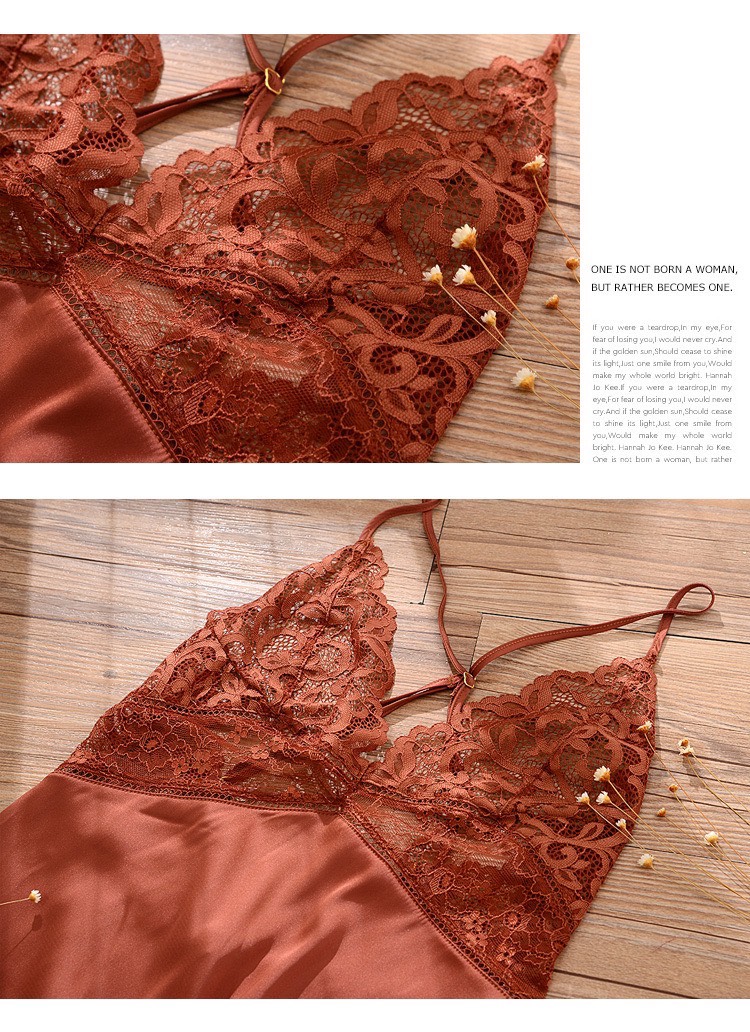 ONE IS NOT BORN A WOMAN,
BUT RATHER BECOMES ONE.
If you were a teardrop,In my eye,For
fear of losing you,I would never cry.And
if the golden sun,Should cease to shine
its light,Just one smile from you,Would
make my whole world bright. Hannah
Jo Kee.If you were a teardrop,In my
eye,For fear of losing you,I would never
cry.And if the golden sun,Should cease
to shine its light,Just one smile from
you,Would make my whole world
bright. Hannah Jo Kee. Hannah Jo Kee.
One is not born a woman, but rather